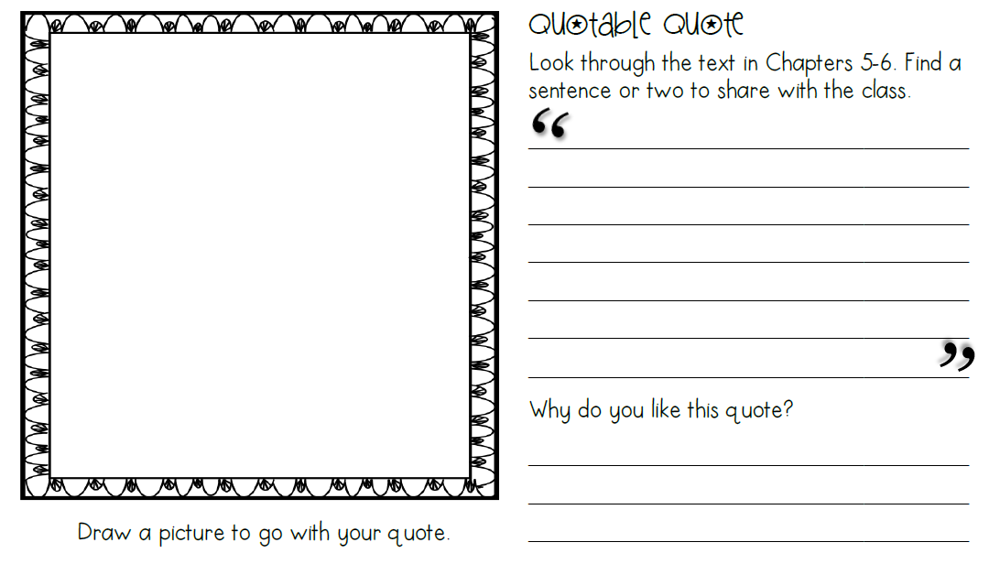 Quotable Quote
Look through the text in Chapters 5-6. Find a
sentence or two to share with the class.
“
”
Why do you like this quote?
Draw a picture to go with your quote.